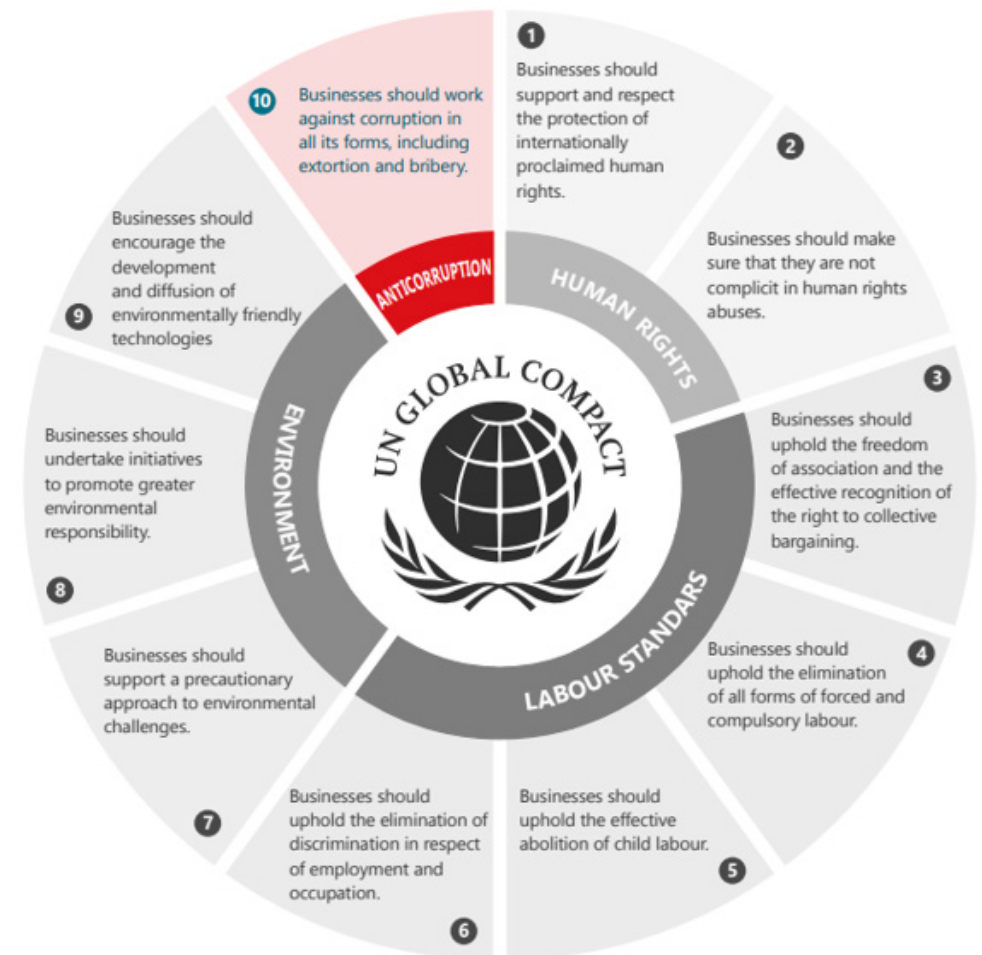 1
Businesses should
support and respect
the protection of
internationally
proclaimed human
rights.
2
Businesses should make
sure that they are not
complicit in human rights
abuses.
3
Businesses should
uphold the freedom
of association and the
effective recognition of
the right to collective
bargaining.
4
Businesses should
uphold the elimination
of all forms of forced and
compulsory labour.
5
Businesses should
uphold the effective
abolition of child labour.
6
Businesses should
uphold the elimination of
discrimination in respect
of employment and
occupation.
7
Businesses should
support a precautionary
approach to environmental
challenges.
8
Businesses should
undertake initiatives
to promote greater
environmental
responsibility.
9
Businesses should
encourage the
development
and diffusion of
environmentally friendly
technologies
10
Businesses should work
against corruption in
all its forms, including
extortion and bribery.
HUMAN RIGHTS
LABOUR STANDARS
ENVIRONMENT
ANTICORRUPTION
UN GLOBAL COMPACT